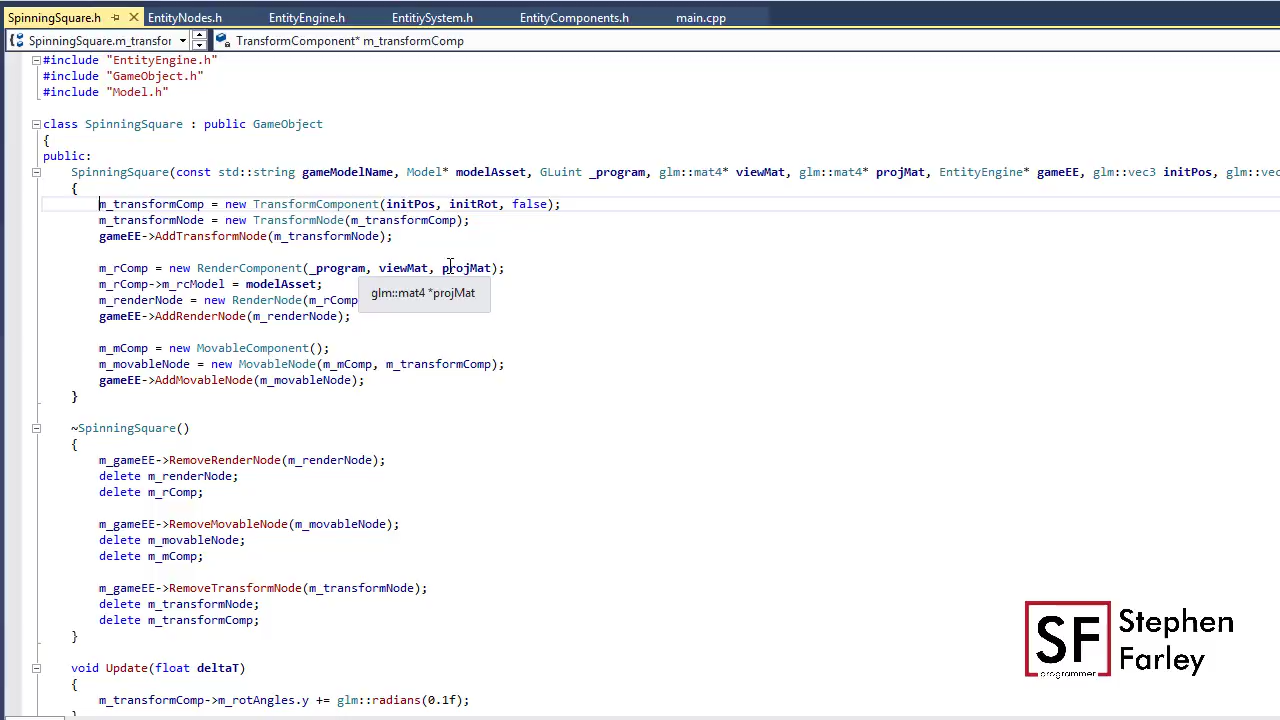 SpinningSquare.h EntityNodes.h EntityEngine.h EntitiySystem.h EntityComponents.h main.cpp
SpinningSquare.m_transfor TransformComponent* m_transformComp
#include "EntityEngine.h"
#include "GameObject.h"
#include "Model.h"
class SpinningSquare : public GameObject
{
public:
SpinningSquare(const std::string gameModelName, Model* modelAsset, GLuint _program, glm::mat4* viewMat, glm::mat4* projMat, EntityEngine* gameEE, glm::vec3 initPos, glm::vec
{
m_transformComp = new TransformComponent(initPos, initRot, false);
m_transformNode = new TransformNode(m_transformComp);
gameEE->AddTransformNode(m_transformNode);
m_rComp = new RenderComponent(_program, viewMat, projMat);
m_rComp->m_rcModel = modelAsset;
glm::mat4 *projMat
m_renderNode = new RenderNode(m_rComp
gameEE->AddRenderNode(m_renderNode);
m_mComp = new MovableComponent();
m_movableNode = new MovableNode(m_mComp, m_transformComp);
gameEE->AddMovableNode(m_movableNode);
}
~SpinningSquare()
{
m_gameEE->RemoveRenderNode(m_renderNode);
delete m_renderNode;
delete m_rComp;
m_gameEE->RemoveMovableNode(m_movableNode);
delete m_movableNode;
delete m_mComp;
m_gameEE->RemoveTransformNode(m_transformNode);
delete m_transformNode;
delete m_transformComp;
}
void Update(float deltaT)
{
m_transformComp->m_rotAngles.y += glm::radians(0.1f);
}
SF
programmer
Stephen
Farley